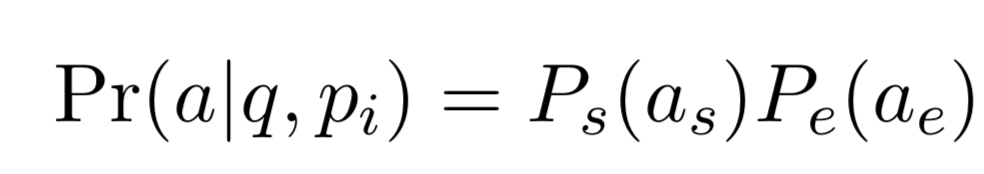 Pr(a|q, p_i) = P_s(a_s)P_e(a_e)